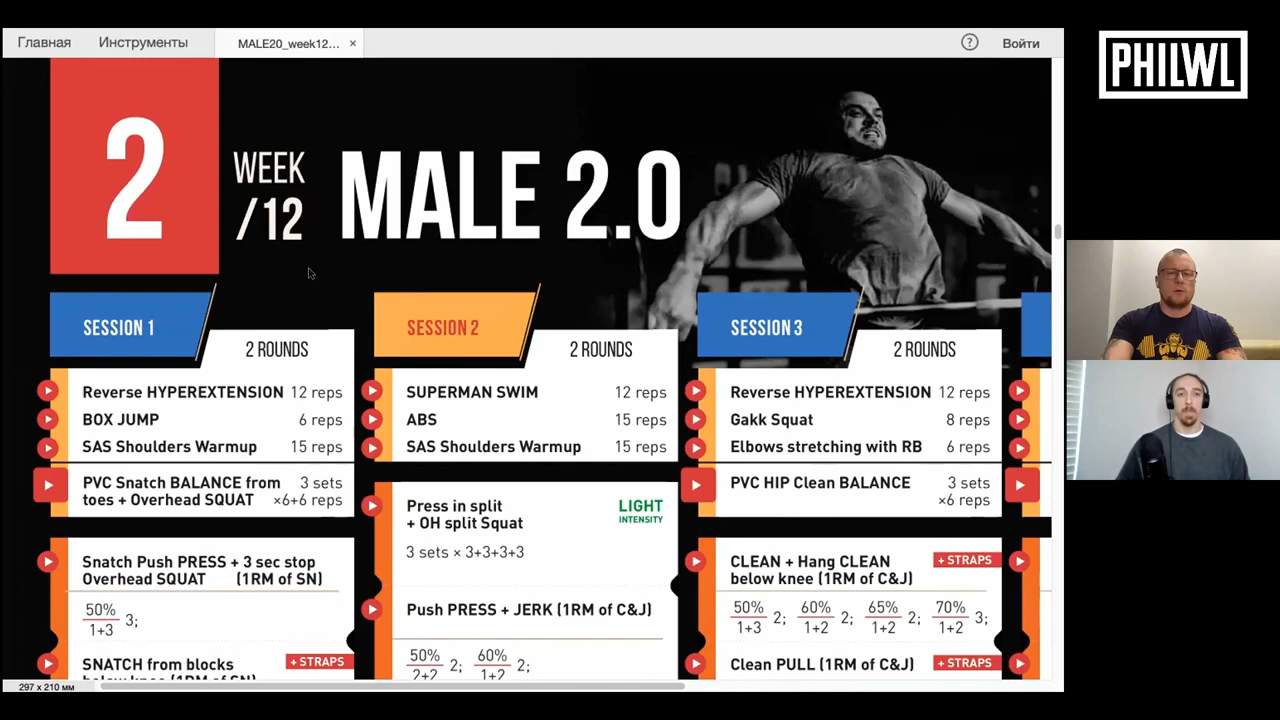 Главная
Инструменты
MALE20_week12... ×
?
Войти
PHILWL
2
WEEK
/12
MALE 2.0
SESSION 1
2 ROUNDS
Reverse HYPEREXTENSION 12 reps
BOX JUMP 6 reps
SAS Shoulders Warmup 15 reps
PVC Snatch BALANCE from 3 sets
toes + Overhead SQUAT ×6+6 reps
Snatch Push PRESS + 3 sec stop
Overhead SQUAT (1RM of SN)
50%
1+3 3;
SNATCH from blocks + STRAPS
below knee (1RM of SN)
SESSION 2
2 ROUNDS
SUPERMAN SWIM 12 reps
ABS 15 reps
SAS Shoulders Warmup 15 reps
Press in split LIGHT
+ OH split Squat INTENSITY
3 sets × 3+3+3+3
Push PRESS + JERK (1RM of C&J)
50% 60%
2+2 2; 1+2 2;
SESSION 3
2 ROUNDS
Reverse HYPEREXTENSION 12 reps
Gakk Squat 8 reps
Elbows stretching with RB 6 reps
PVC HIP Clean BALANCE 3 sets
×6 reps
CLEAN + Hang CLEAN + STRAPS
below knee (1RM of C&J)
50% 60% 65% 70%
1+3 2; 1+2 2; 1+2 2; 1+2 3;
Clean PULL (1RM of C&J) + STRAPS
297 x 210 мм